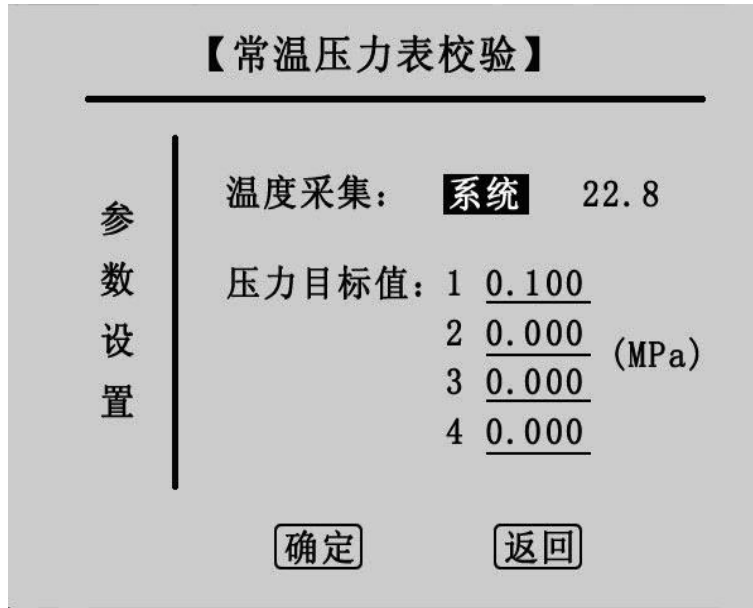 【常温压力表校验】
参数设置
温度采集： 系统 22.8
压力目标值：1 0.100
2 0.000
(MPa)
3 0.000
4 0.000
确定 返回